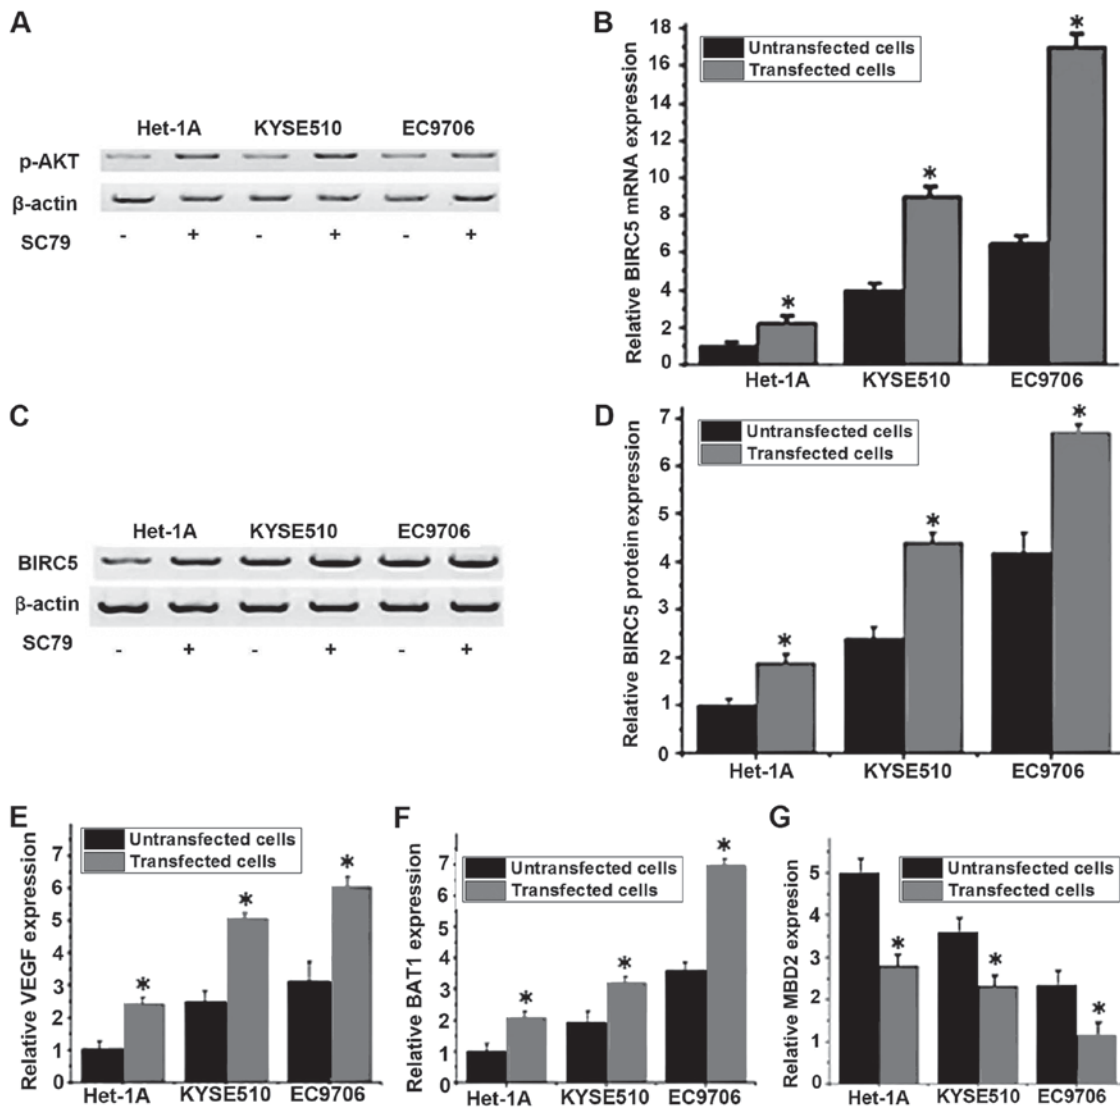 A
Het-1A KYSE510 EC9706
p-AKT
β-actin
- + - + - +
SC79
B
Untransfected cells
Transfected cells
Relative BIRC5 mRNA expression
18
16
14
12
10
8
6
4
2
0
* * *
Het-1A KYSE510 EC9706
C
Het-1A KYSE510 EC9706
BIRC5
β-actin
SC79
- + - + - +
D
Untransfected cells
Transfected cells
Relative BIRC5 protein expression
7
6
5
4
3
2
1
0
* * *
Het-1A KYSE510 EC9706
E
Untransfected cells
Transfected cells
Relative VEGF expression
7
6
5
4
3
2
1
0
* * *
Het-1A KYSE510 EC9706
F
Untransfected cells
Transfected cells
Relative BAT1 expression
7
6
5
4
3
2
1
0
* * *
Het-1A KYSE510 EC9706
G
Untransfected cells
Transfected cells
Relative MBD2 expression
5
4
3
2
1
0
* * *
Het-1A KYSE510 EC9706